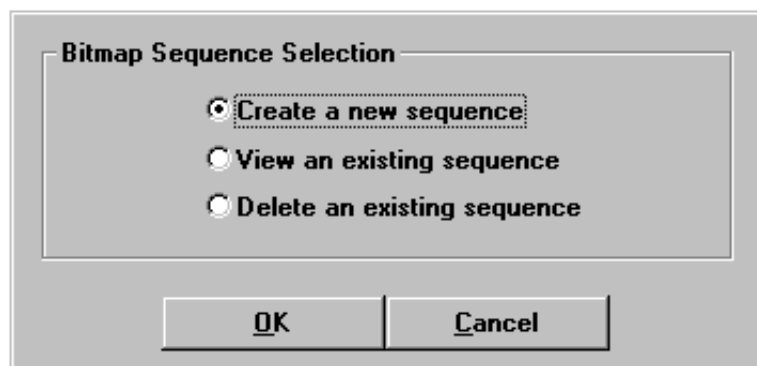 Bitmap Sequence Selection
Create a new sequence
View an existing sequence
Delete an existing sequence
OK Cancel